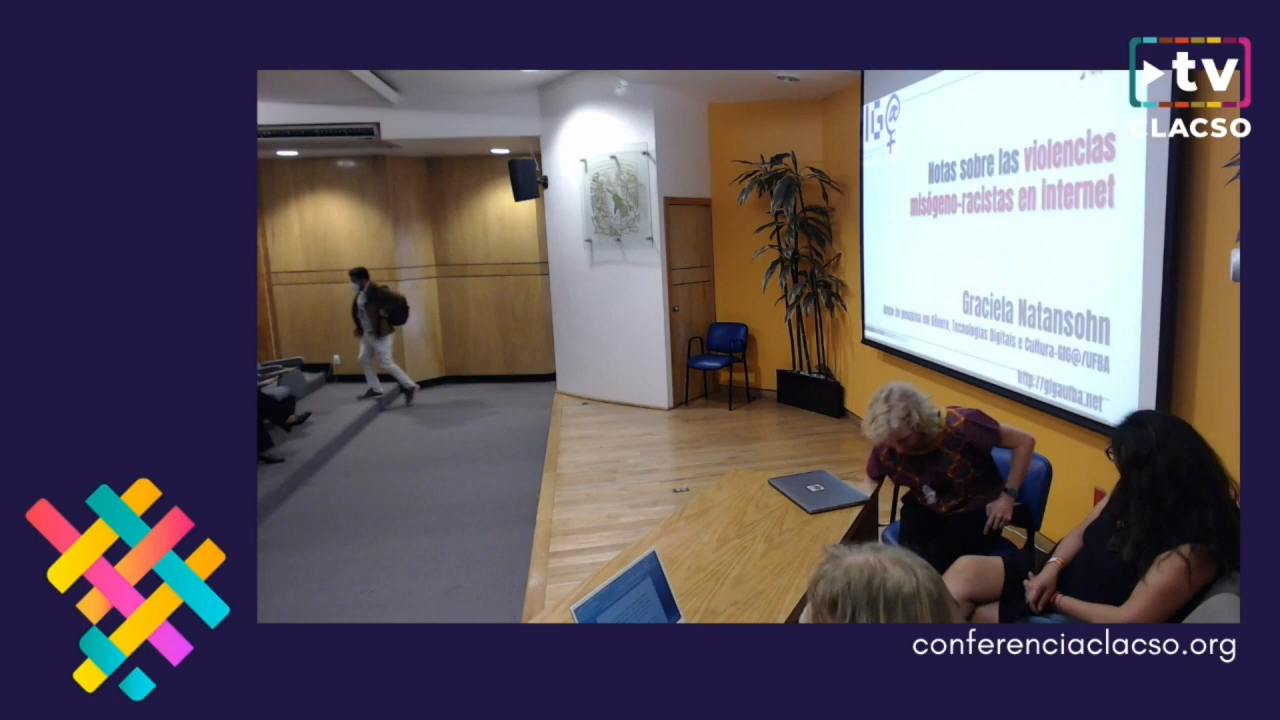 tv
CLACSO
IG@
Notas sobre las violencias
misógeno-racistas en internet
Graciela Natansohn
Grupo de pesquisa em Gênero, Tecnologias Digitais e Cultura-GIG@/UFBA
http://gigaufba.net
conferenciaclacso.org